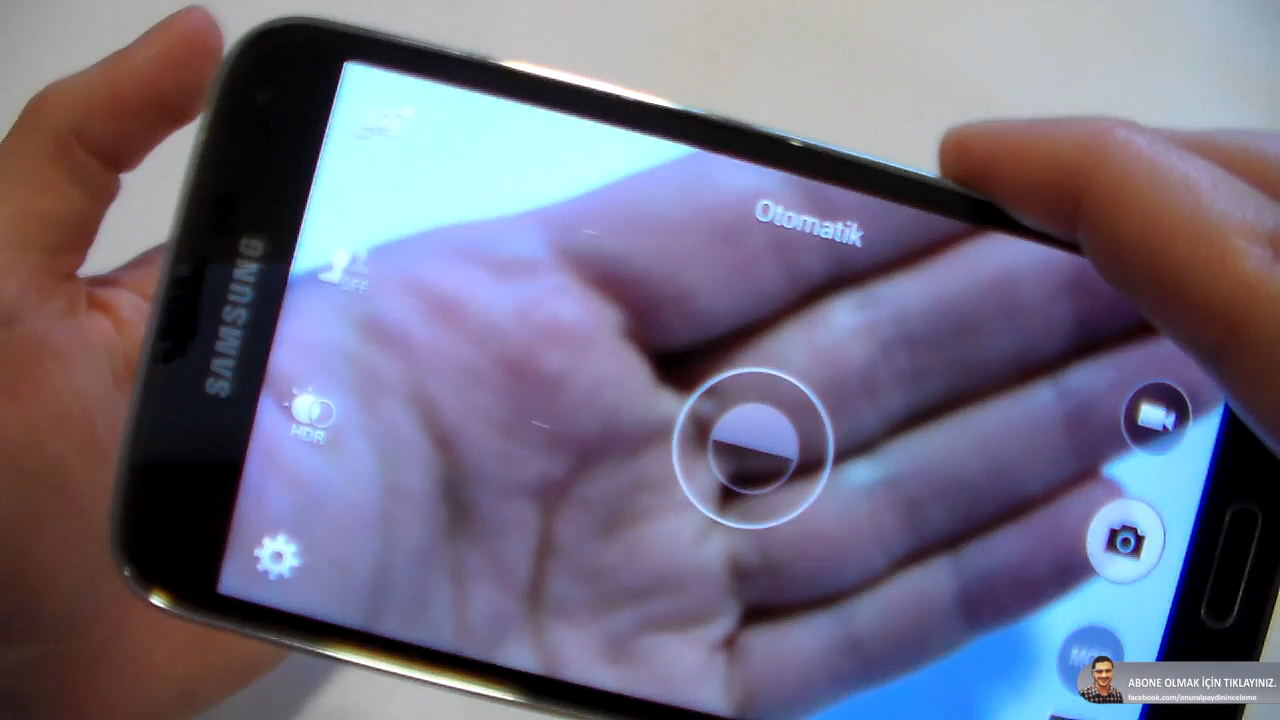 Otomatik
OFF
SAMSUNG
HDR
ABONE OLMAK İÇİN TIKLAYINIZ.
facebook.com/onuralpaydininceleme